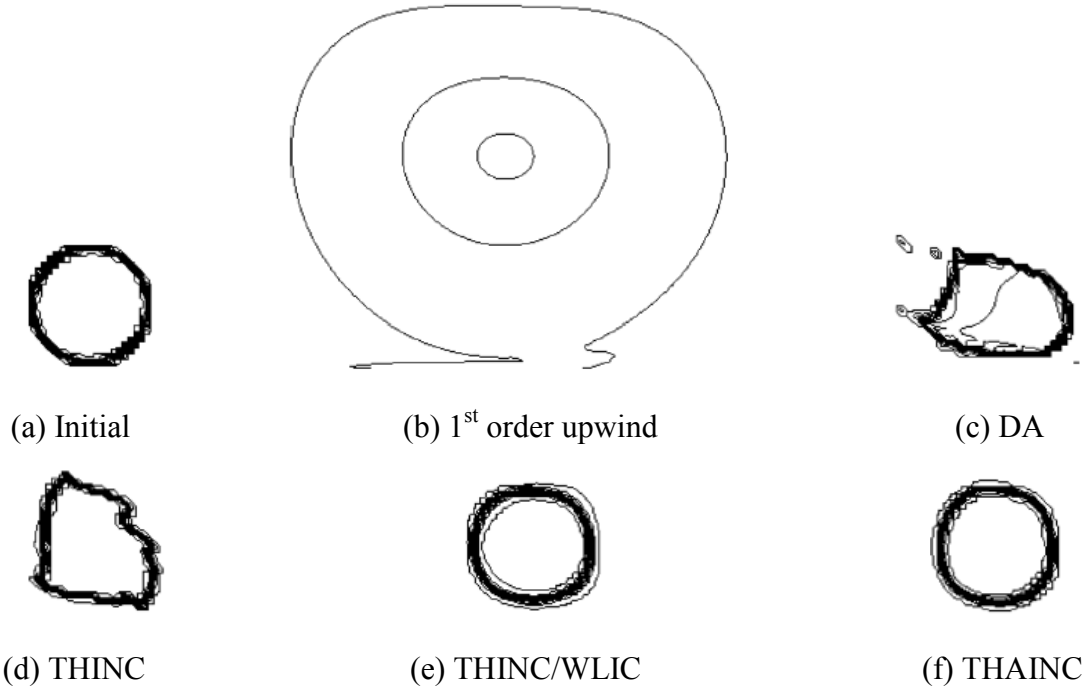 (a) Initial
(b) 1st order upwind
(c) DA
(d) THINC
(e) THINC/WLIC
(f) THAINC